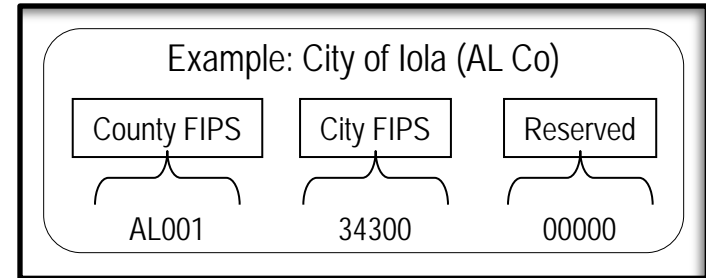 Example: City of Iola (AL Co)
County FIPS City FIPS Reserved
AL001 34300 00000